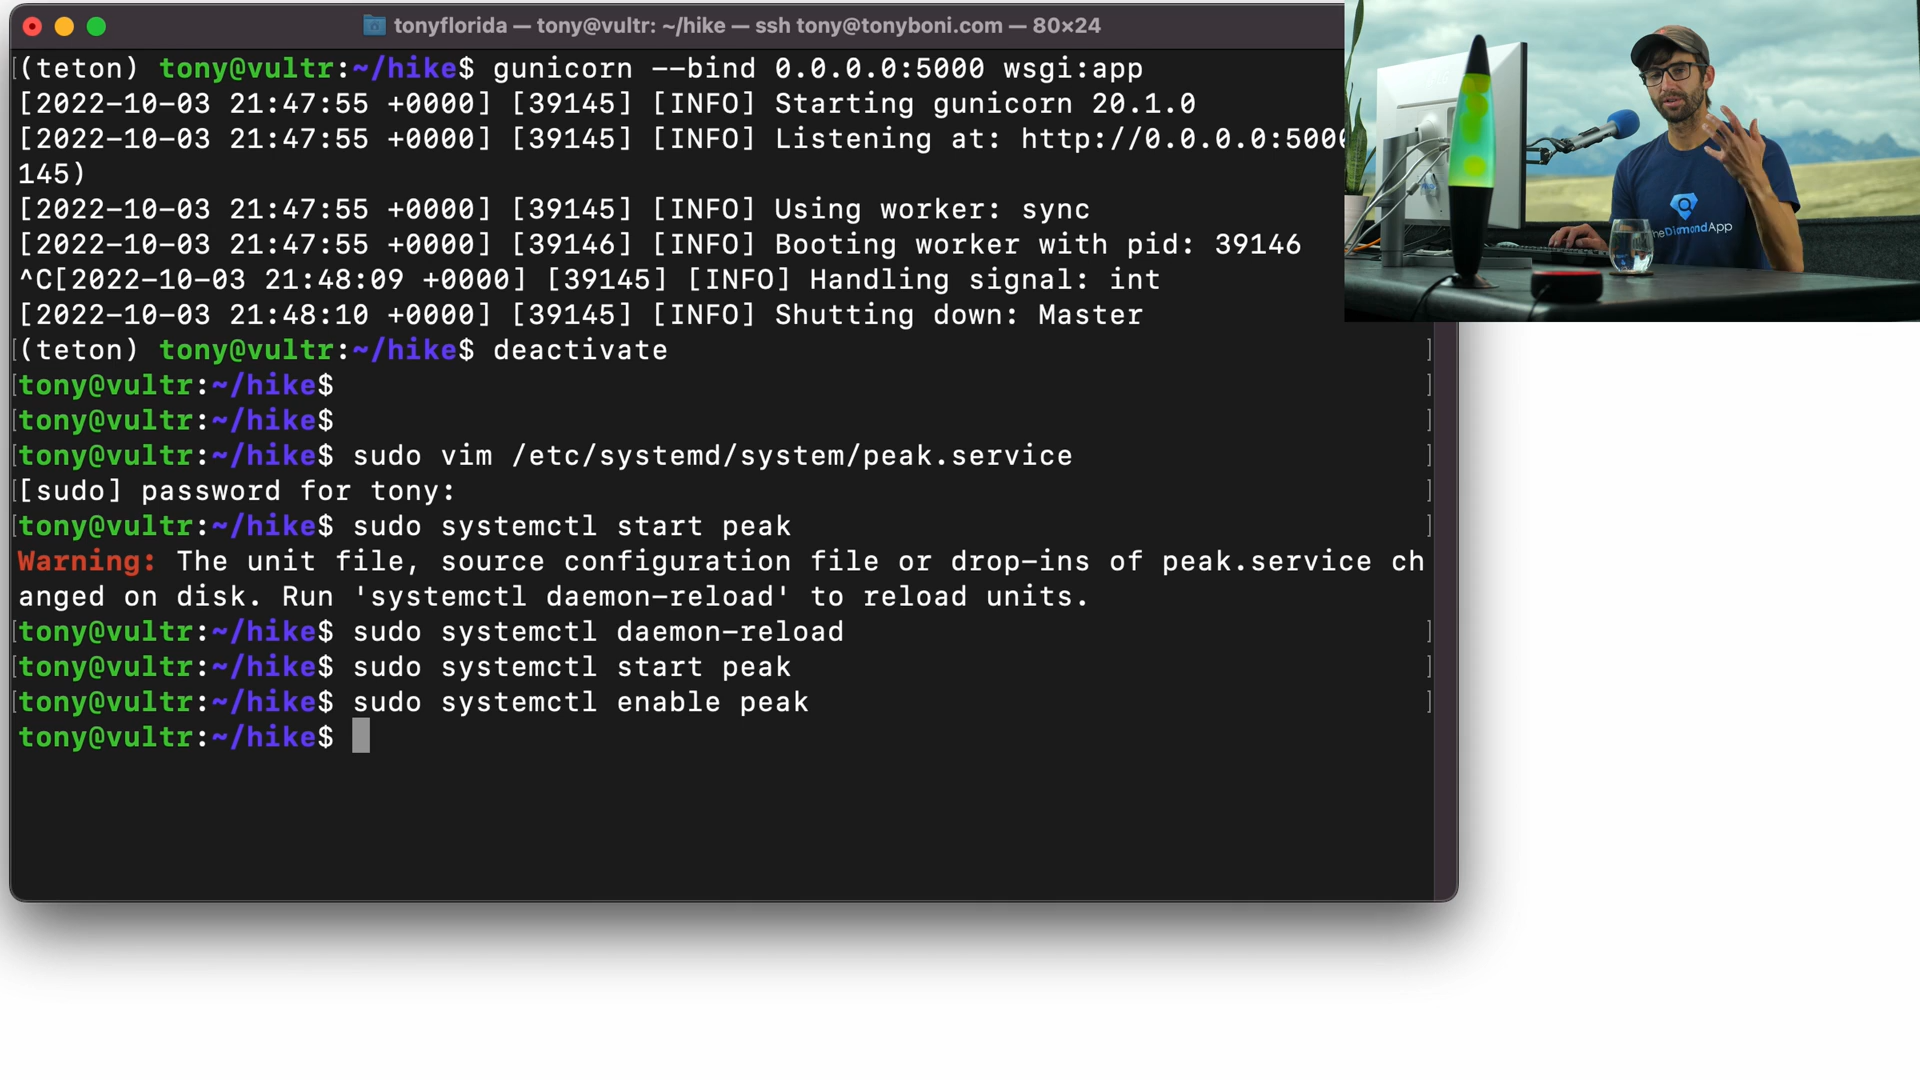 tonyflorida — tony@vultr: ~/hike — ssh tony@tonyboni.com — 80×24
[(teton) tony@vultr:~/hike$ gunicorn --bind 0.0.0.0:5000 wsgi:app
[2022-10-03 21:47:55 +0000] [39145] [INFO] Starting gunicorn 20.1.0
[2022-10-03 21:47:55 +0000] [39145] [INFO] Listening at: http://0.0.0.0:5000
145)
[2022-10-03 21:47:55 +0000] [39145] [INFO] Using worker: sync
[2022-10-03 21:47:55 +0000] [39146] [INFO] Booting worker with pid: 39146
^C[2022-10-03 21:48:09 +0000] [39145] [INFO] Handling signal: int
[2022-10-03 21:48:10 +0000] [39145] [INFO] Shutting down: Master
[(teton) tony@vultr:~/hike$ deactivate ]
[tony@vultr:~/hike$ ]
[tony@vultr:~/hike$ ]
[tony@vultr:~/hike$ sudo vim /etc/systemd/system/peak.service ]
[[sudo] password for tony: ]
[tony@vultr:~/hike$ sudo systemctl start peak ]
Warning: The unit file, source configuration file or drop-ins of peak.service ch
anged on disk. Run 'systemctl daemon-reload' to reload units.
[tony@vultr:~/hike$ sudo systemctl daemon-reload ]
[tony@vultr:~/hike$ sudo systemctl start peak ]
[tony@vultr:~/hike$ sudo systemctl enable peak ]
tony@vultr:~/hike$
heDiamondApp